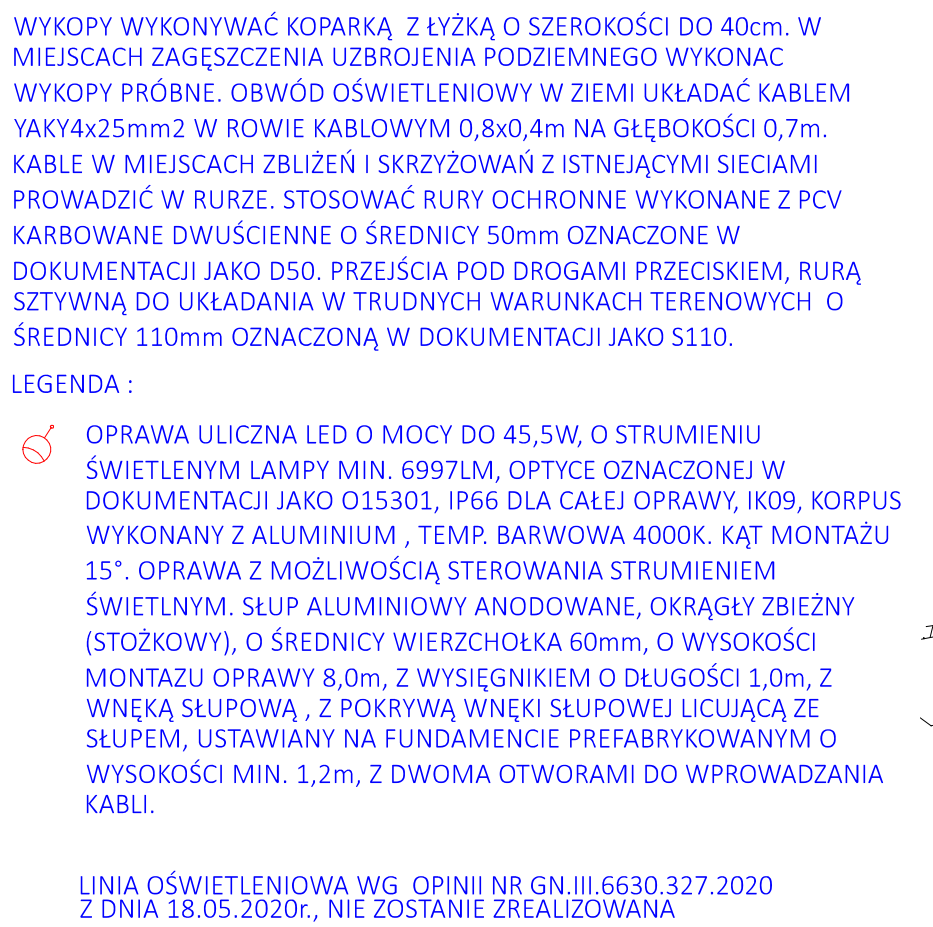 WYKOPY WYKONYWAĆ KOPARKĄ Z ŁYŻKĄ O SZEROKOŚCI DO 40cm. W
MIEJSCACH ZAGĘSZCZENIA UZBROJENIA PODZIEMNEGO WYKONAC
WYKOPY PRÓBNE. OBWÓD OŚWIETLENIOWY W ZIEMI UKŁADAĆ KABLEM
YAKY4x25mm2 W ROWIE KABLOWYM 0,8x0,4m NA GŁĘBOKOŚCI 0,7m.
KABLE W MIEJSCACH ZBLIŻEŃ I SKRZYŻOWAŃ Z ISTNEJĄCYMI SIECIAMI
PROWADZIĆ W RURZE. STOSOWAĆ RURY OCHRONNE WYKONANE Z PCV
KARBOWANE DWUŚCIENNE O ŚREDNICY 50mm OZNACZONE W
DOKUMENTACJI JAKO D50. PRZEJŚCIA POD DROGAMI PRZECISKIEM, RURĄ
SZTYWNĄ DO UKŁADANIA W TRUDNYCH WARUNKACH TERENOWYCH O
ŚREDNICY 110mm OZNACZONĄ W DOKUMENTACJI JAKO S110.
LEGENDA :
OPRAWA ULICZNA LED O MOCY DO 45,5W, O STRUMIENIU
ŚWIETLENYM LAMPY MIN. 6997LM, OPTYCE OZNACZONEJ W
DOKUMENTACJI JAKO O15301, IP66 DLA CAŁEJ OPRAWY, IK09, KORPUS
WYKONANY Z ALUMINIUM , TEMP. BARWOWA 4000K. KĄT MONTAŻU
15°. OPRAWA Z MOŻLIWOŚCIĄ STEROWANIA STRUMIENIEM
ŚWIETLNYM. SŁUP ALUMINIOWY ANODOWANE, OKRĄGŁY ZBIEŻNY
(STOŻKOWY), O ŚREDNICY WIERZCHOŁKA 60mm, O WYSOKOŚCI
MONTAZU OPRAWY 8,0m, Z WYSIĘGNIKIEM O DŁUGOŚCI 1,0m, Z
WNĘKĄ SŁUPOWĄ , Z POKRYWĄ WNĘKI SŁUPOWEJ LICUJĄCĄ ZE
SŁUPEM, USTAWIANY NA FUNDAMENCIE PREFABRYKOWANYM O
WYSOKOŚCI MIN. 1,2m, Z DWOMA OTWORAMI DO WPROWADZANIA
KABLI.
LINIA OŚWIETLENIOWA WG OPINII NR GN.III.6630.327.2020
Z DNIA 18.05.2020r., NIE ZOSTANIE ZREALIZOWANA